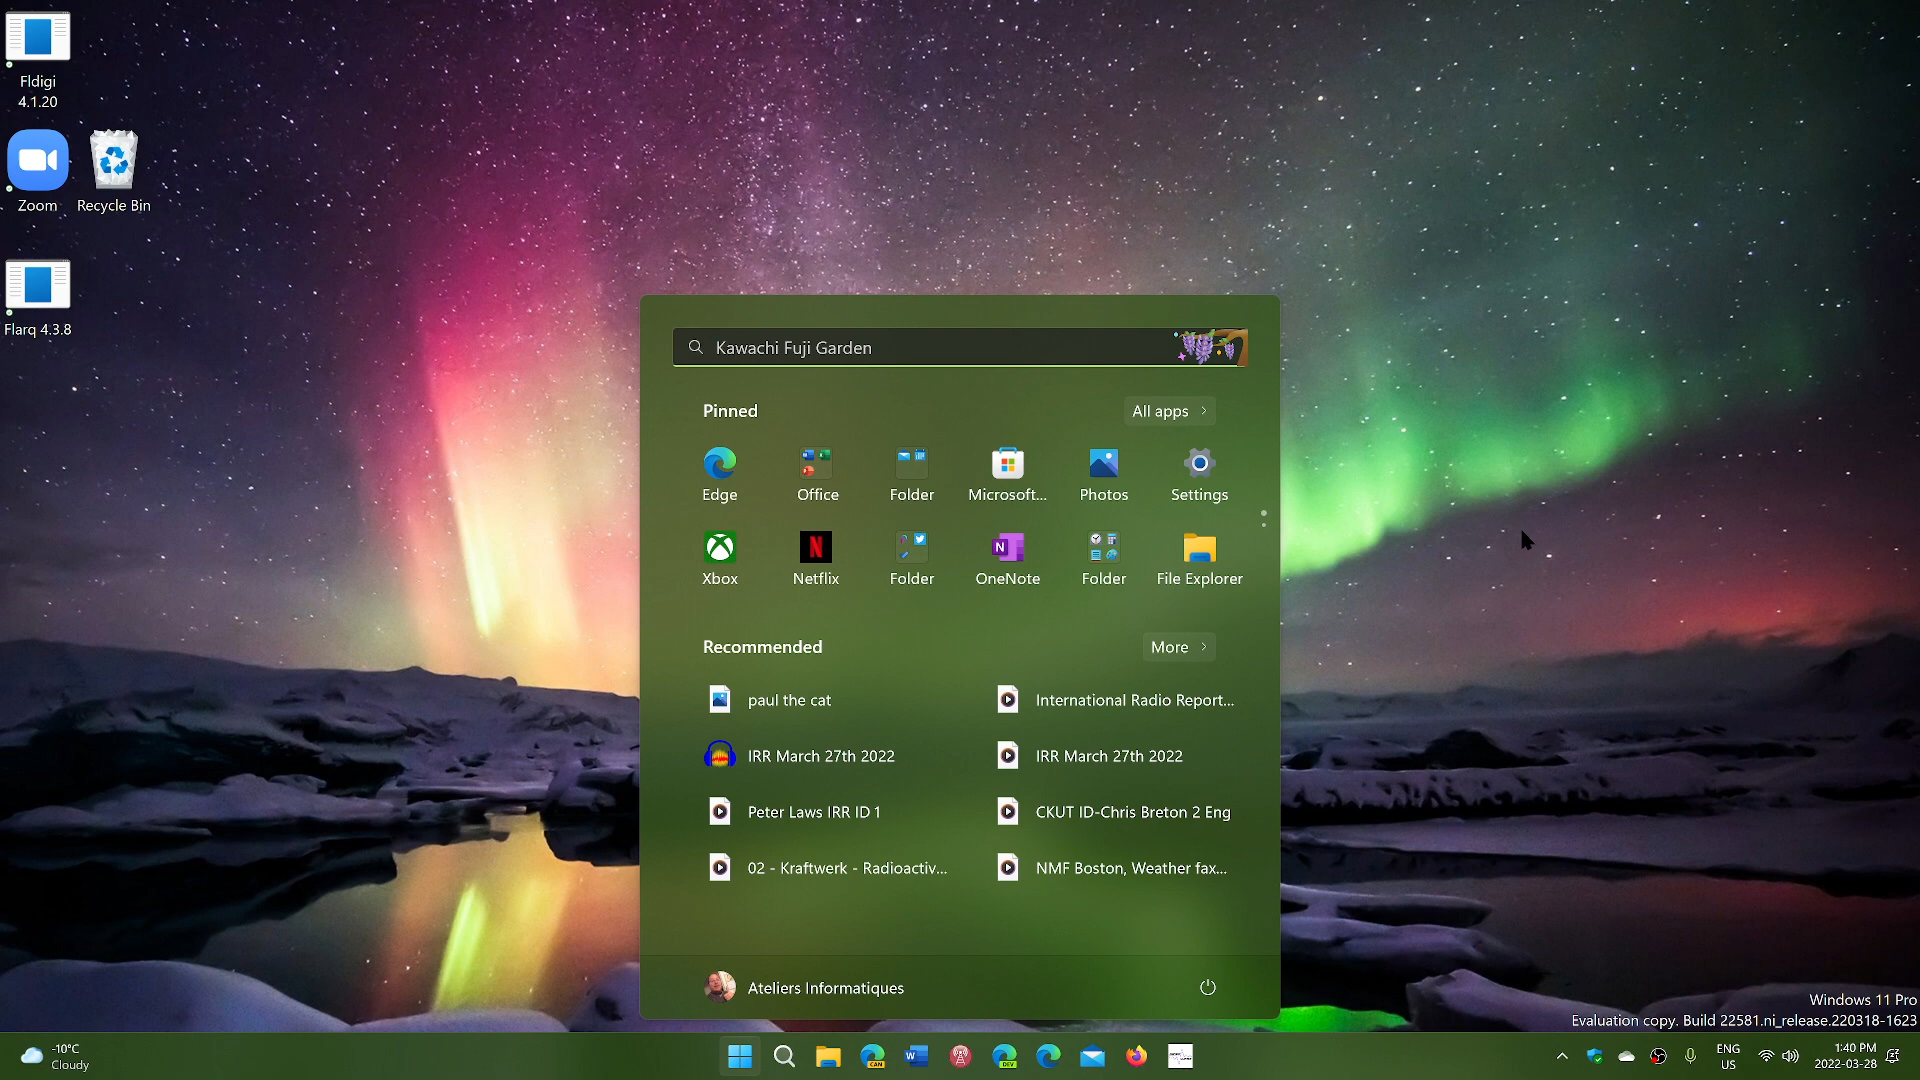 Fldigi
4.1.20
Zoom
Recycle Bin
Flarq 4.3.8
Kawachi Fuji Garden
Pinned
All apps
Edge
Office
Folder
Microsoft...
Photos
Settings
Xbox
Netflix
Folder
OneNote
Folder
File Explorer
Recommended
More
paul the cat
International Radio Report...
IRR March 27th 2022
IRR March 27th 2022
Peter Laws IRR ID 1
CKUT ID-Chris Breton 2 Eng
02 - Kraftwerk - Radioactiv...
NMF Boston, Weather fax...
Ateliers Informatiques
Windows 11 Pro
Evaluation copy. Build 22581.ni_release.220318-1623
-10°C
Cloudy
CAN
DEV
ENG
US
1:40 PM
2022-03-28